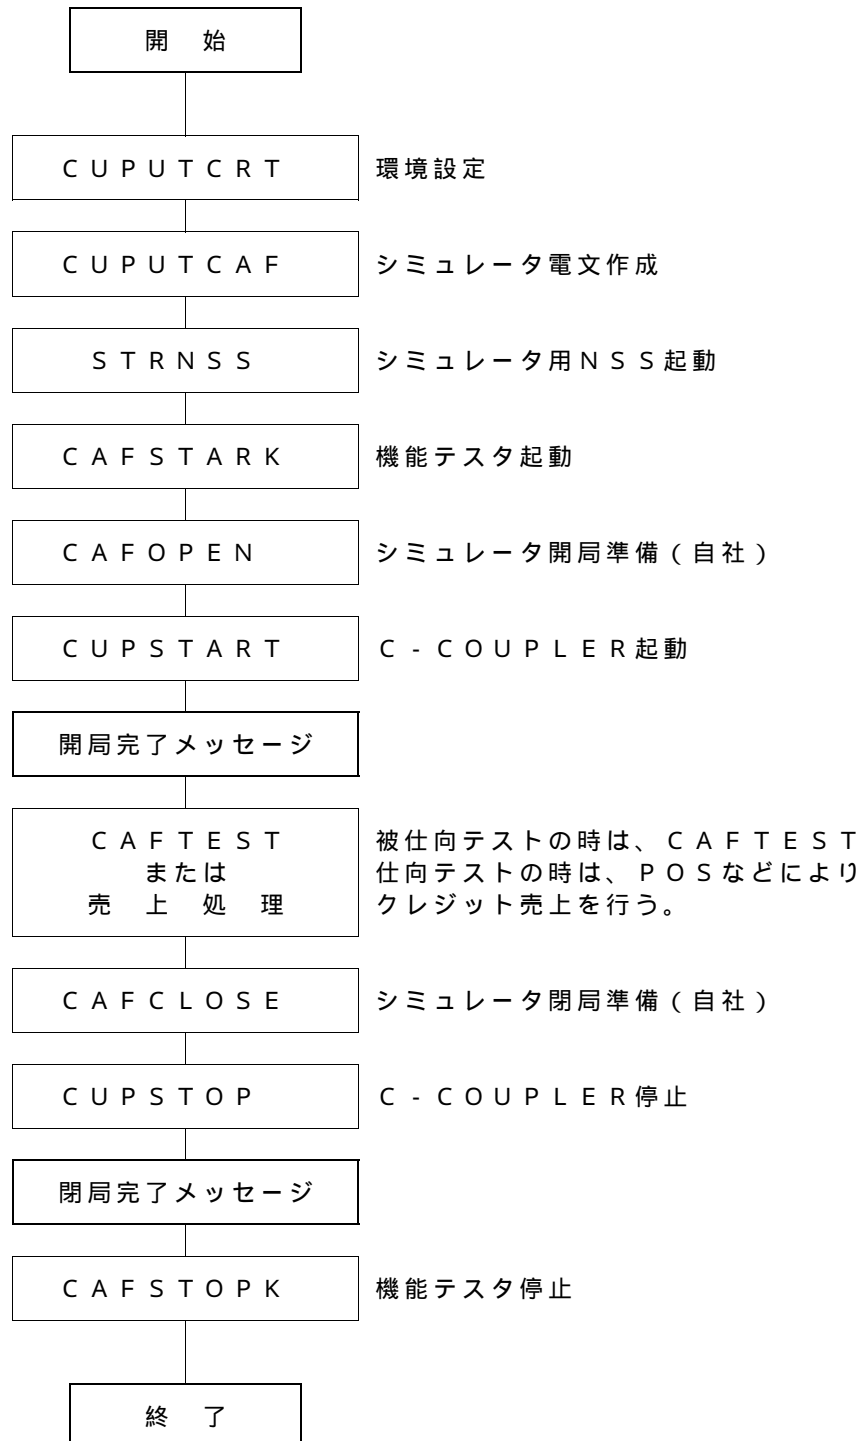 開　始
ＣＵＰＵＴＣＲＴ　環境設定
ＣＵＰＵＴＣＡＦ　シミュレータ電文作成
ＳＴＲＮＳＳ　シミュレータ用ＮＳＳ起動
ＣＡＦＳＴＡＲＫ　機能テスタ起動
ＣＡＦＯＰＥＮ　シミュレータ開局準備（自社）
ＣＵＰＳＴＡＲＴ　Ｃ‐ＣＯＵＰＬＥＲ起動
開局完了メッセージ
ＣＡＦＴＥＳＴ
または
売　上　処　理
被仕向テストの時は、ＣＡＦＴＥＳＴ
仕向テストの時は、ＰＯＳなどにより
クレジット売上を行う。
ＣＡＦＣＬＯＳＥ　シミュレータ閉局準備（自社）
ＣＵＰＳＴＯＰ　Ｃ‐ＣＯＵＰＬＥＲ停止
閉局完了メッセージ
ＣＡＦＳＴＯＰＫ　機能テスタ停止
終　了